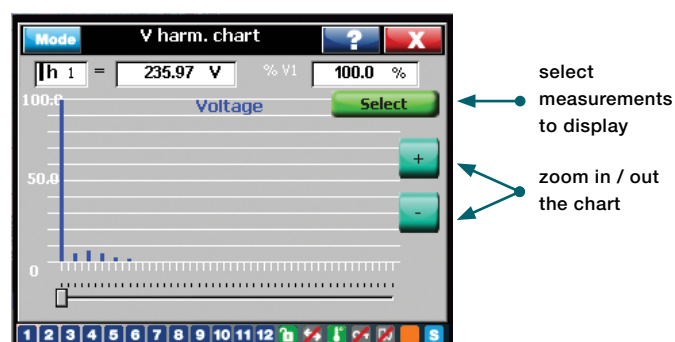 Mode V harm. chart ? X
h 1 = 235.97 V % V1 100.0 %
100.0 Voltage Select
+
50.0
-
0
1 2 3 4 5 6 7 8 9 10 11 12 S
select
measurements
to display
zoom in / out
the chart